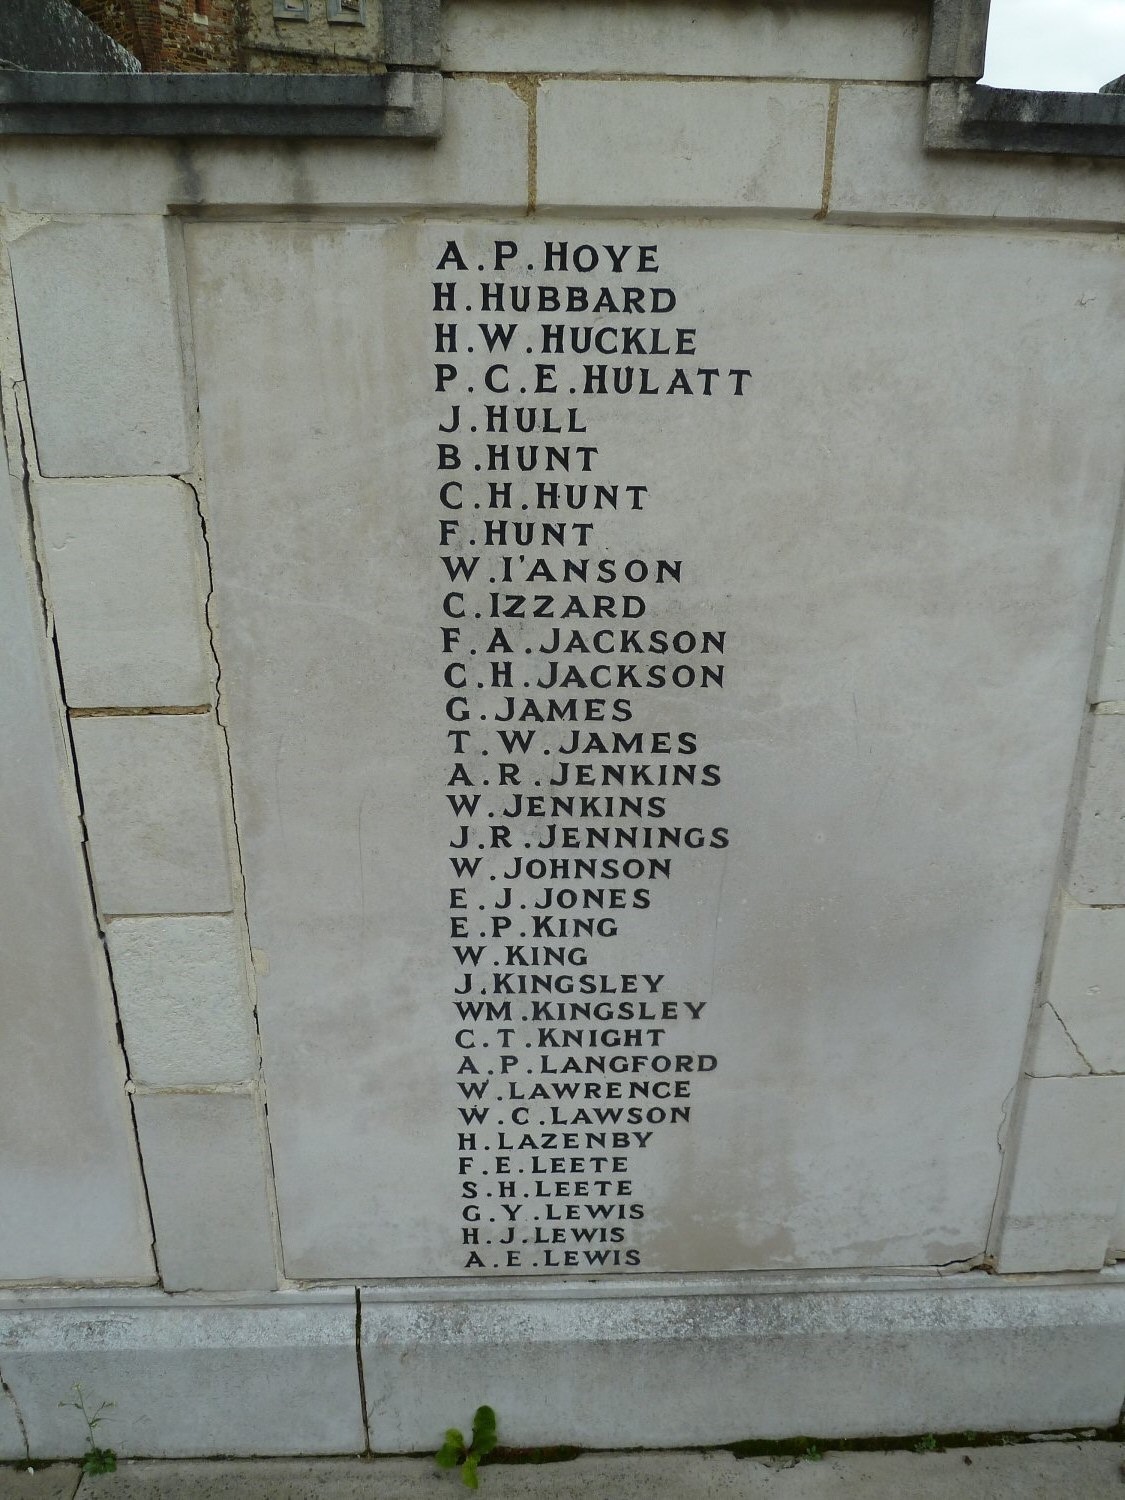 A.P.HOYE
H.HUBBARD
H.W.HUCKLE
P.C.E.HULATT
J.HULL
B.HUNT
C.H.HUNT
F.HUNT
W.I'ANSON
C.IZZARD
F.A.JACKSON
C.H.JACKSON
G.JAMES
T.W.JAMES
A.R.JENKINS
W.JENKINS
J.R.JENNINGS
W.JOHNSON
E.J.JONES
E.P.KING
W.KING
J.KINGSLEY
WM.KINGSLEY
C.T.KNIGHT
A.P.LANGFORD
W.LAWRENCE
W.C.LAWSON
H.LAZENBY
F.E.LEETE
S.H.LEETE
G.Y.LEWIS
H.J.LEWIS
A.E.LEWIS